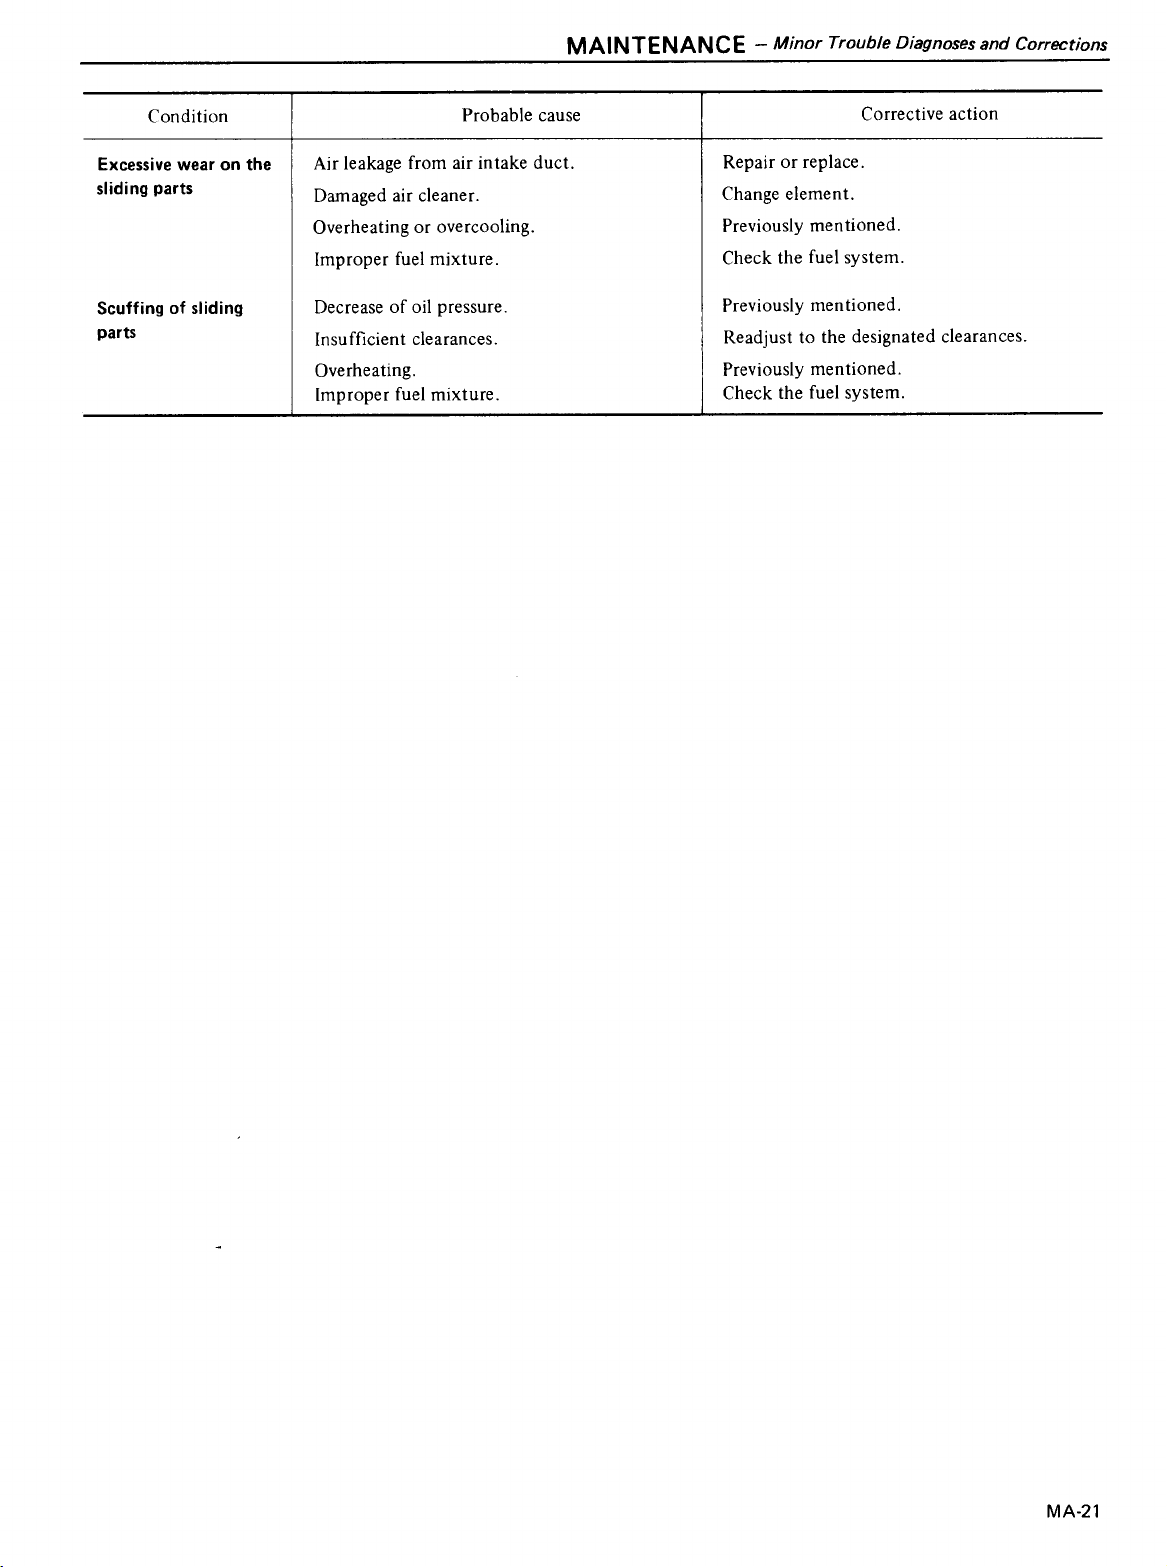 MAINTENANCE – Minor Trouble Diagnoses and Corrections
Condition Probable cause Corrective action
Excessive wear on the Air leakage from air intake duct. Repair or replace.
sliding parts Damaged air cleaner. Change element.
Overheating or overcooling. Previously mentioned.
Improper fuel mixture. Check the fuel system.
Scuffing of sliding Decrease of oil pressure. Previously mentioned.
parts Insufficient clearances. Readjust to the designated clearances.
Overheating. Previously mentioned.
Improper fuel mixture. Check the fuel system.
MA-21